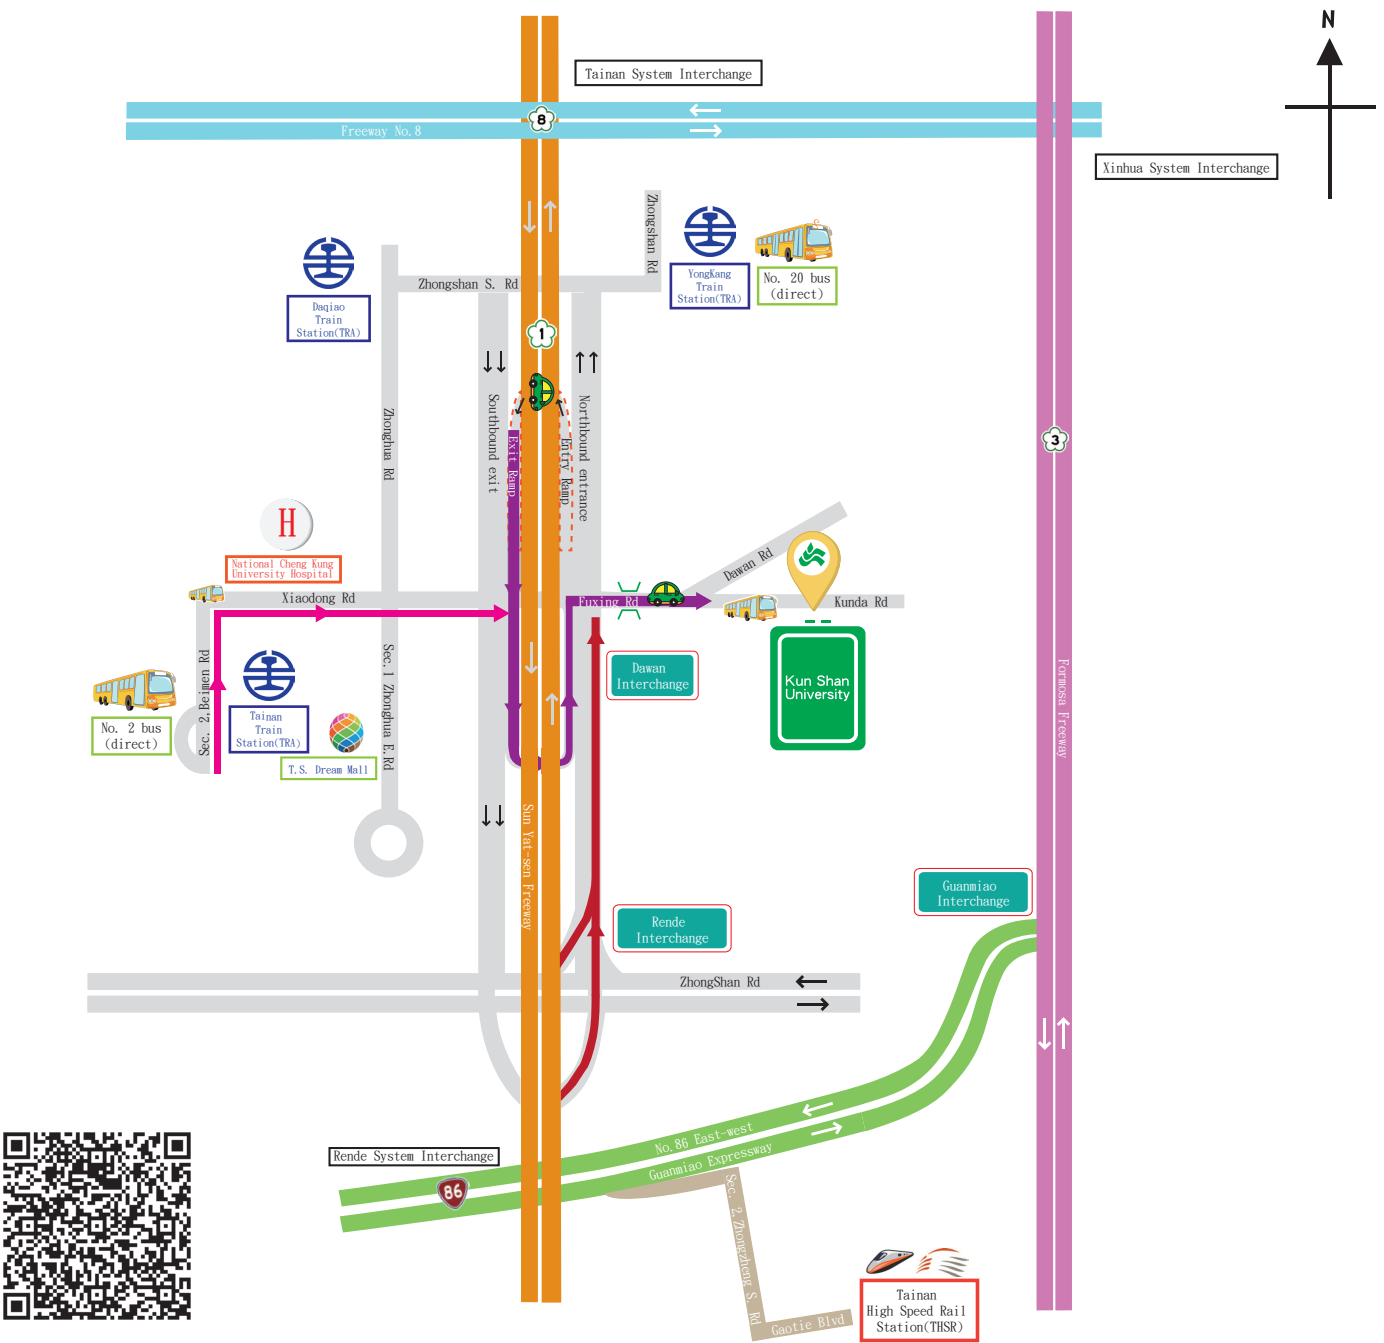 N
Tainan System Interchange
8
Freeway No.8
Xinhua System Interchange
Zhongshan Rd
YongKang
Train
Station(TRA)
No. 20 bus
(direct)
Daqiao
Train
Station(TRA)
Zhongshan S. Rd
1
Zhonghua Rd
Southbound exit
Exit Ramp
Entry Ramp
Northbound entrance
3
H
National Cheng Kung
University Hospital
Xiaodong Rd
Fuxing Rd
Dawan Rd
Kunda Rd
Sec. 2,Beimen Rd
Sec.1 Zhonghua E.Rd
Dawan
Interchange
Kun Shan
University
Formosa Freeway
No. 2 bus
(direct)
Tainan
Train
Station(TRA)
T.S. Dream Mall
Sun Yat-sen Freeway
Guanmiao
Interchange
Rende
Interchange
ZhongShan Rd
Rende System Interchange
86
No.86 East-west
Guanmiao Expressway
Sec. 2,Zhongzheng S. Rd
Gaotie Blvd
Tainan
High Speed Rail
Station(THSR)